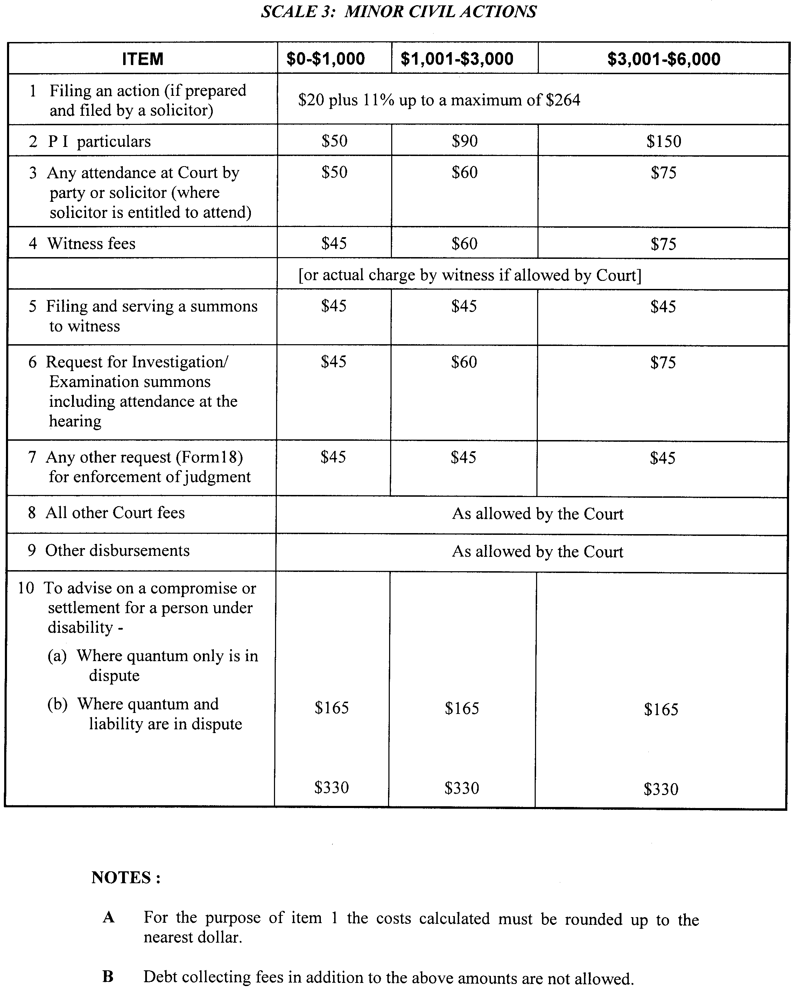 SCALE 3: MINOR CIVIL ACTIONS
ITEM $0-$1,000 $1,001-$3,000 $3,001-$6,000
1 Filing an action (if prepared
and filed by a solicitor)
$20 plus 11% up to a maximum of $264
2 P I particulars $50 $90 $150
3 Any attendance at Court by $50 $60 $75
party or solicitor (where
solicitor is entitled to attend)
4 Witness fees $45 $60 $75
[or actual charge by witness if allowed by Court]
5 Filing and serving a summons $45 $45 $45
to witness
6 Request for Investigation/ $45 $60 $75
Examination summons
including attendance at the
hearing
7 Any other request (Form18) $45 $45 $45
for enforcement of judgment
8 All other Court fees As allowed by the Court
9 Other disbursements As allowed by the Court
10 To advise on a compromise or
settlement for a person under
disability -
(a) Where quantum only is in
dispute
(b) Where quantum and $165 $165 $165
liability are in dispute
$330 $330 $330
NOTES :
A For the purpose of item 1 the costs calculated must be rounded up to the
nearest dollar.
B Debt collecting fees in addition to the above amounts are not allowed.